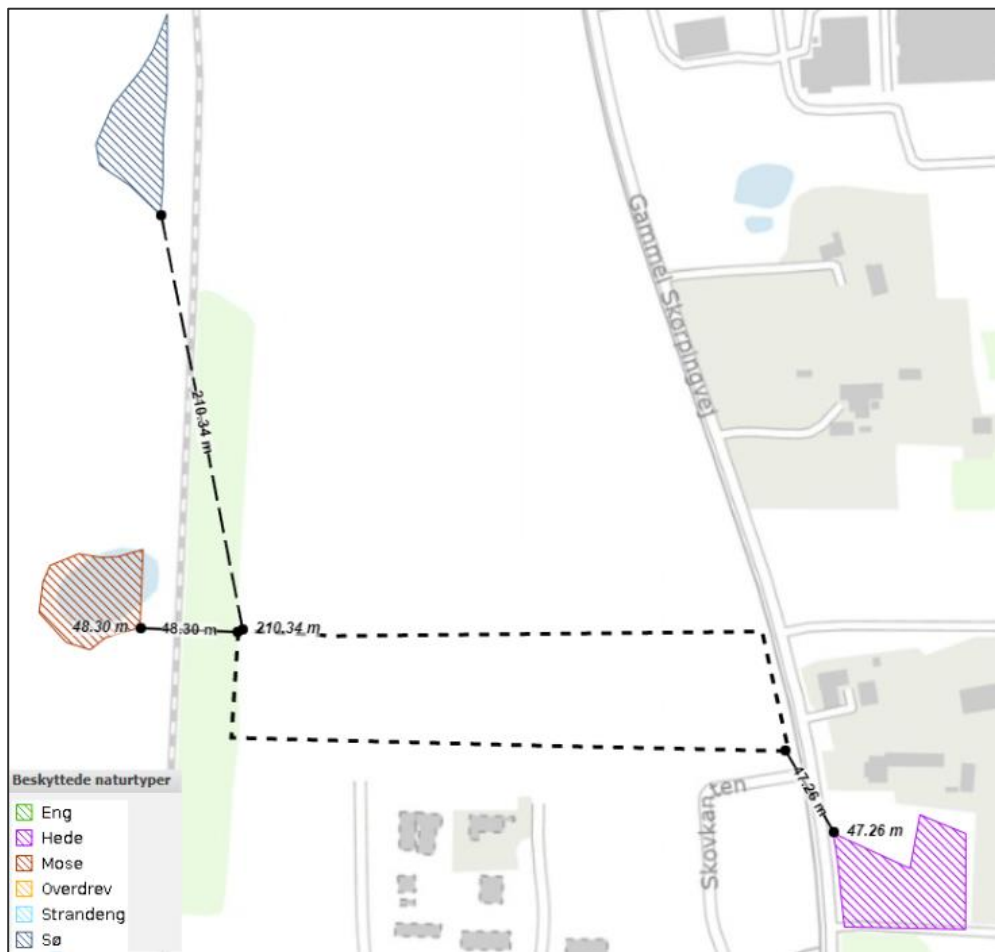 Gammel Skørpingvej
210.34 m
48.30 m
48.30 m
210.34 m
47.26 m
47.26 m
Skovkanten
Beskyttede naturtyper
Eng
Hede
Mose
Overdrev
Strandeng
Sø